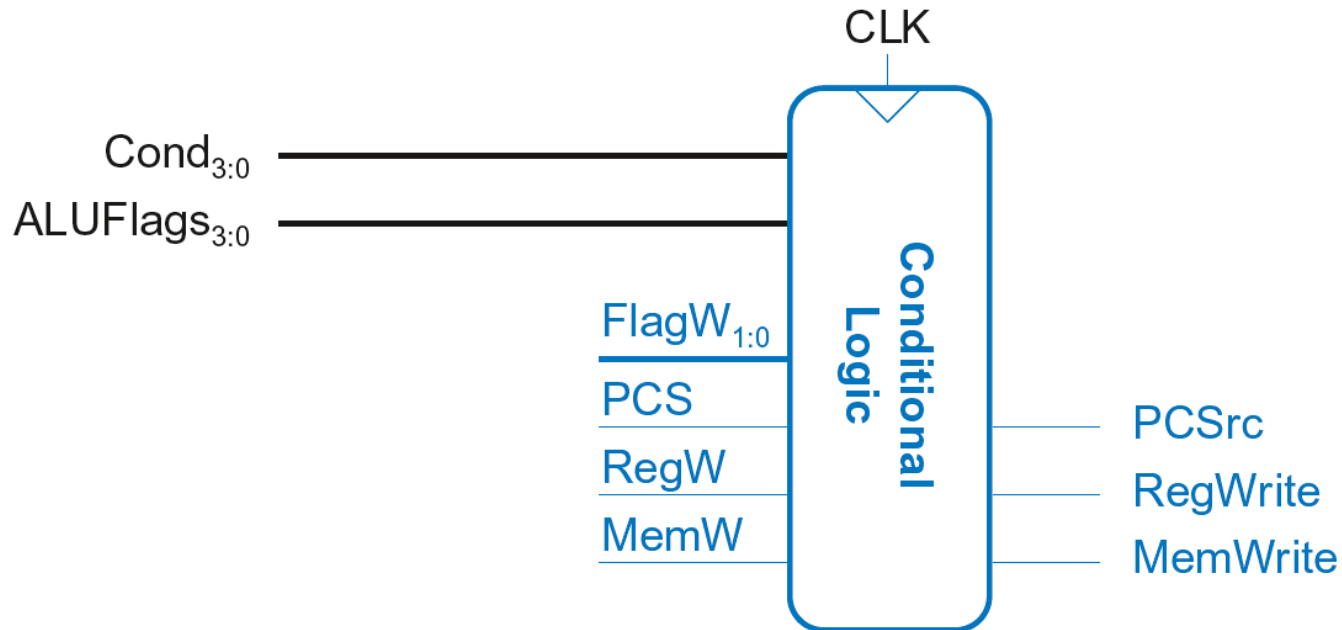 CLK
Cond3:0
ALUFlags3:0
FlagW1:0
PCS
RegW
MemW
Conditional
Logic
PCSrc
RegWrite
MemWrite